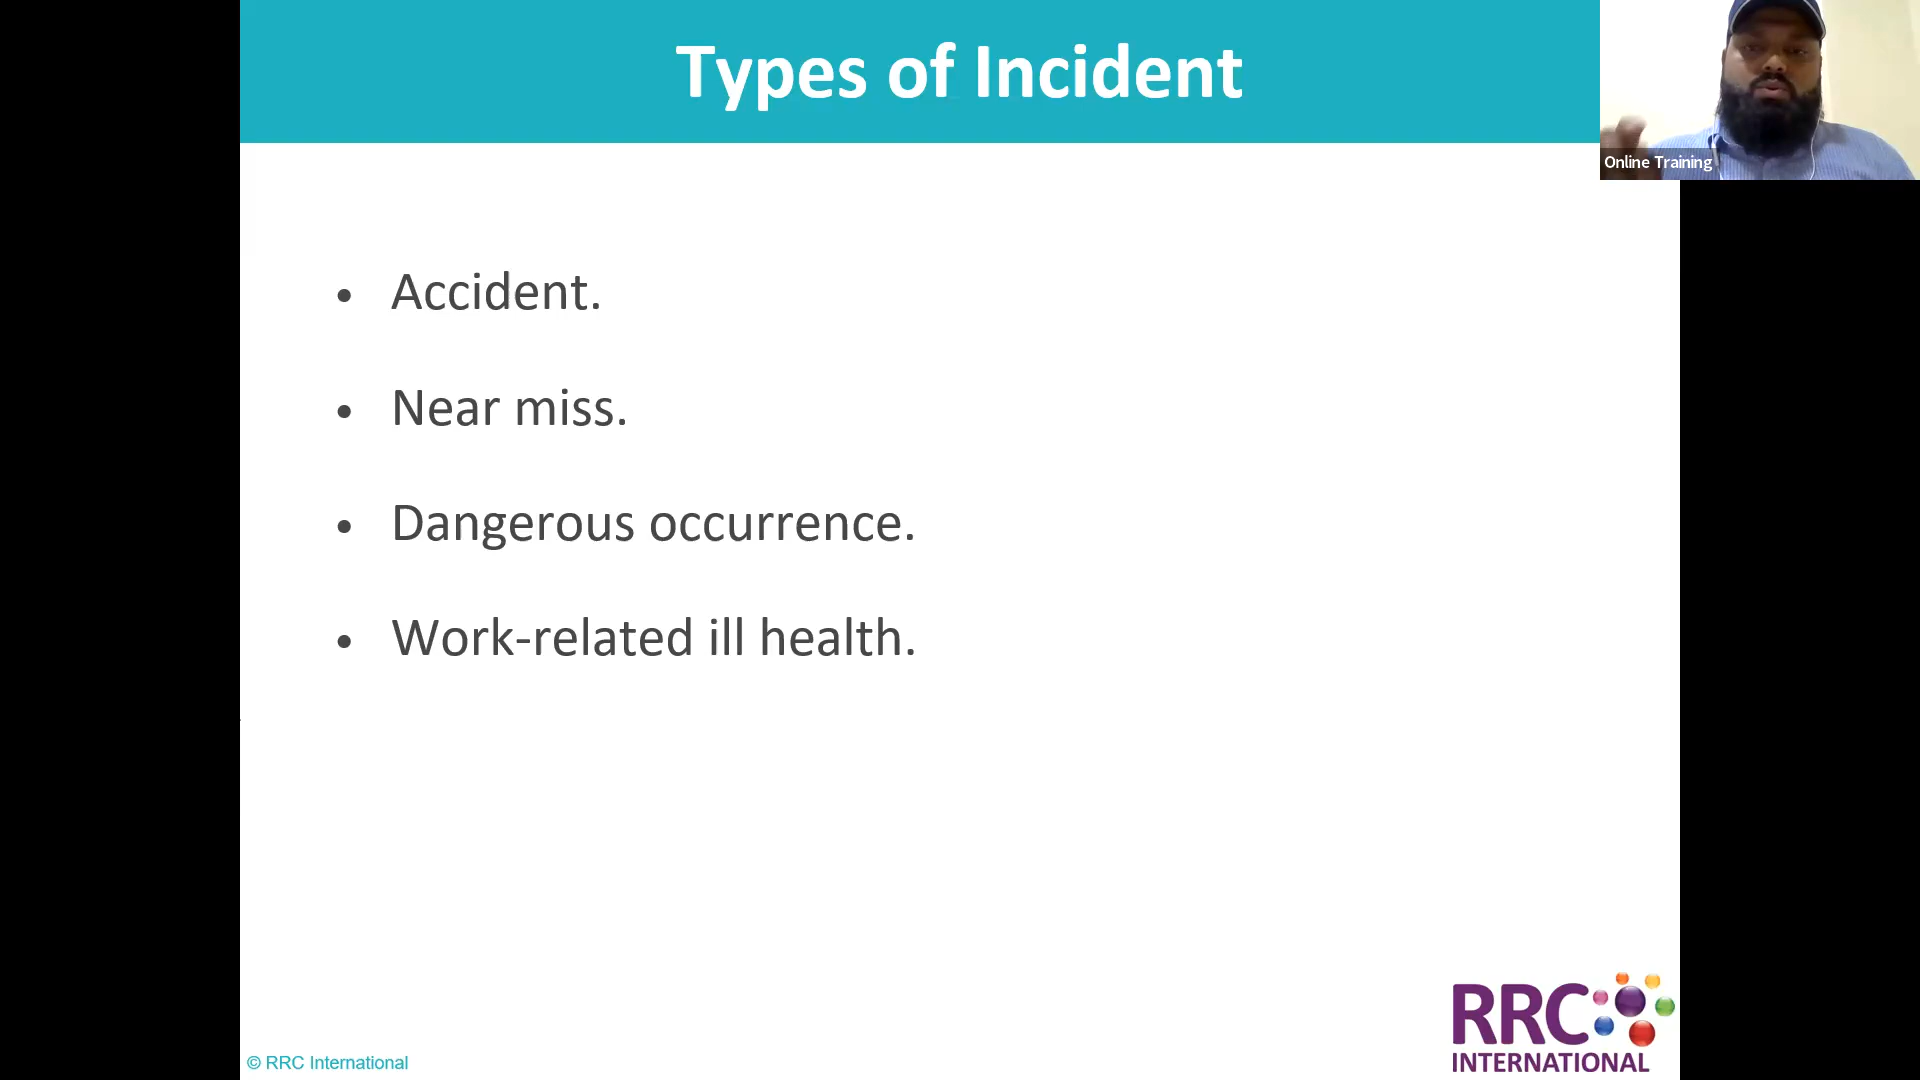 Types of Incident
Online Training
• Accident.
• Near miss.
• Dangerous occurrence.
• Work-related ill health.
RRC
INTERNATIONAL
© RRC International